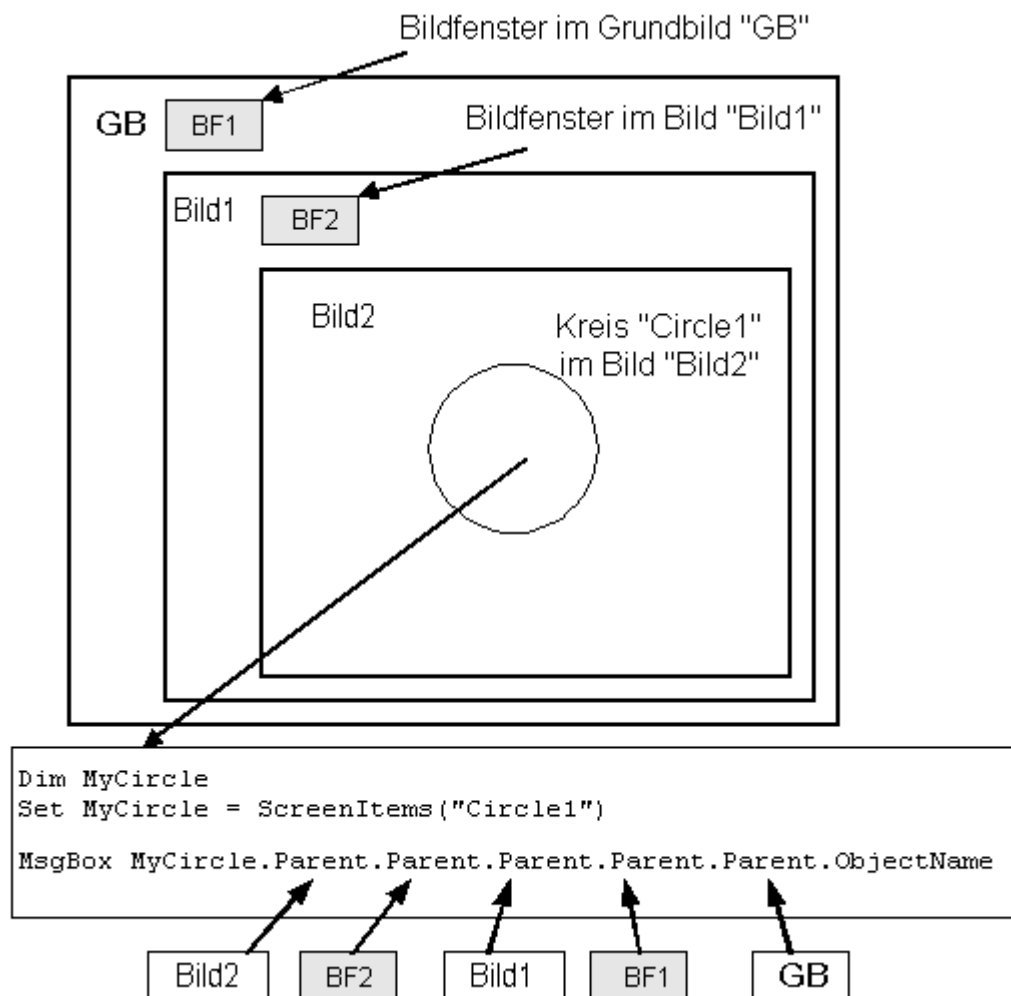 Bildfenster im Grundbild "GB"
GB
BF1
Bildfenster im Bild "Bild1"
Bild1
BF2
Bild2
Kreis "Circle1"
im Bild "Bild2"
Dim MyCircle
Set MyCircle = ScreenItems("Circle1")
MsgBox MyCircle.Parent.Parent.Parent.Parent.Parent.ObjectName
Bild2
BF2
Bild1
BF1
GB